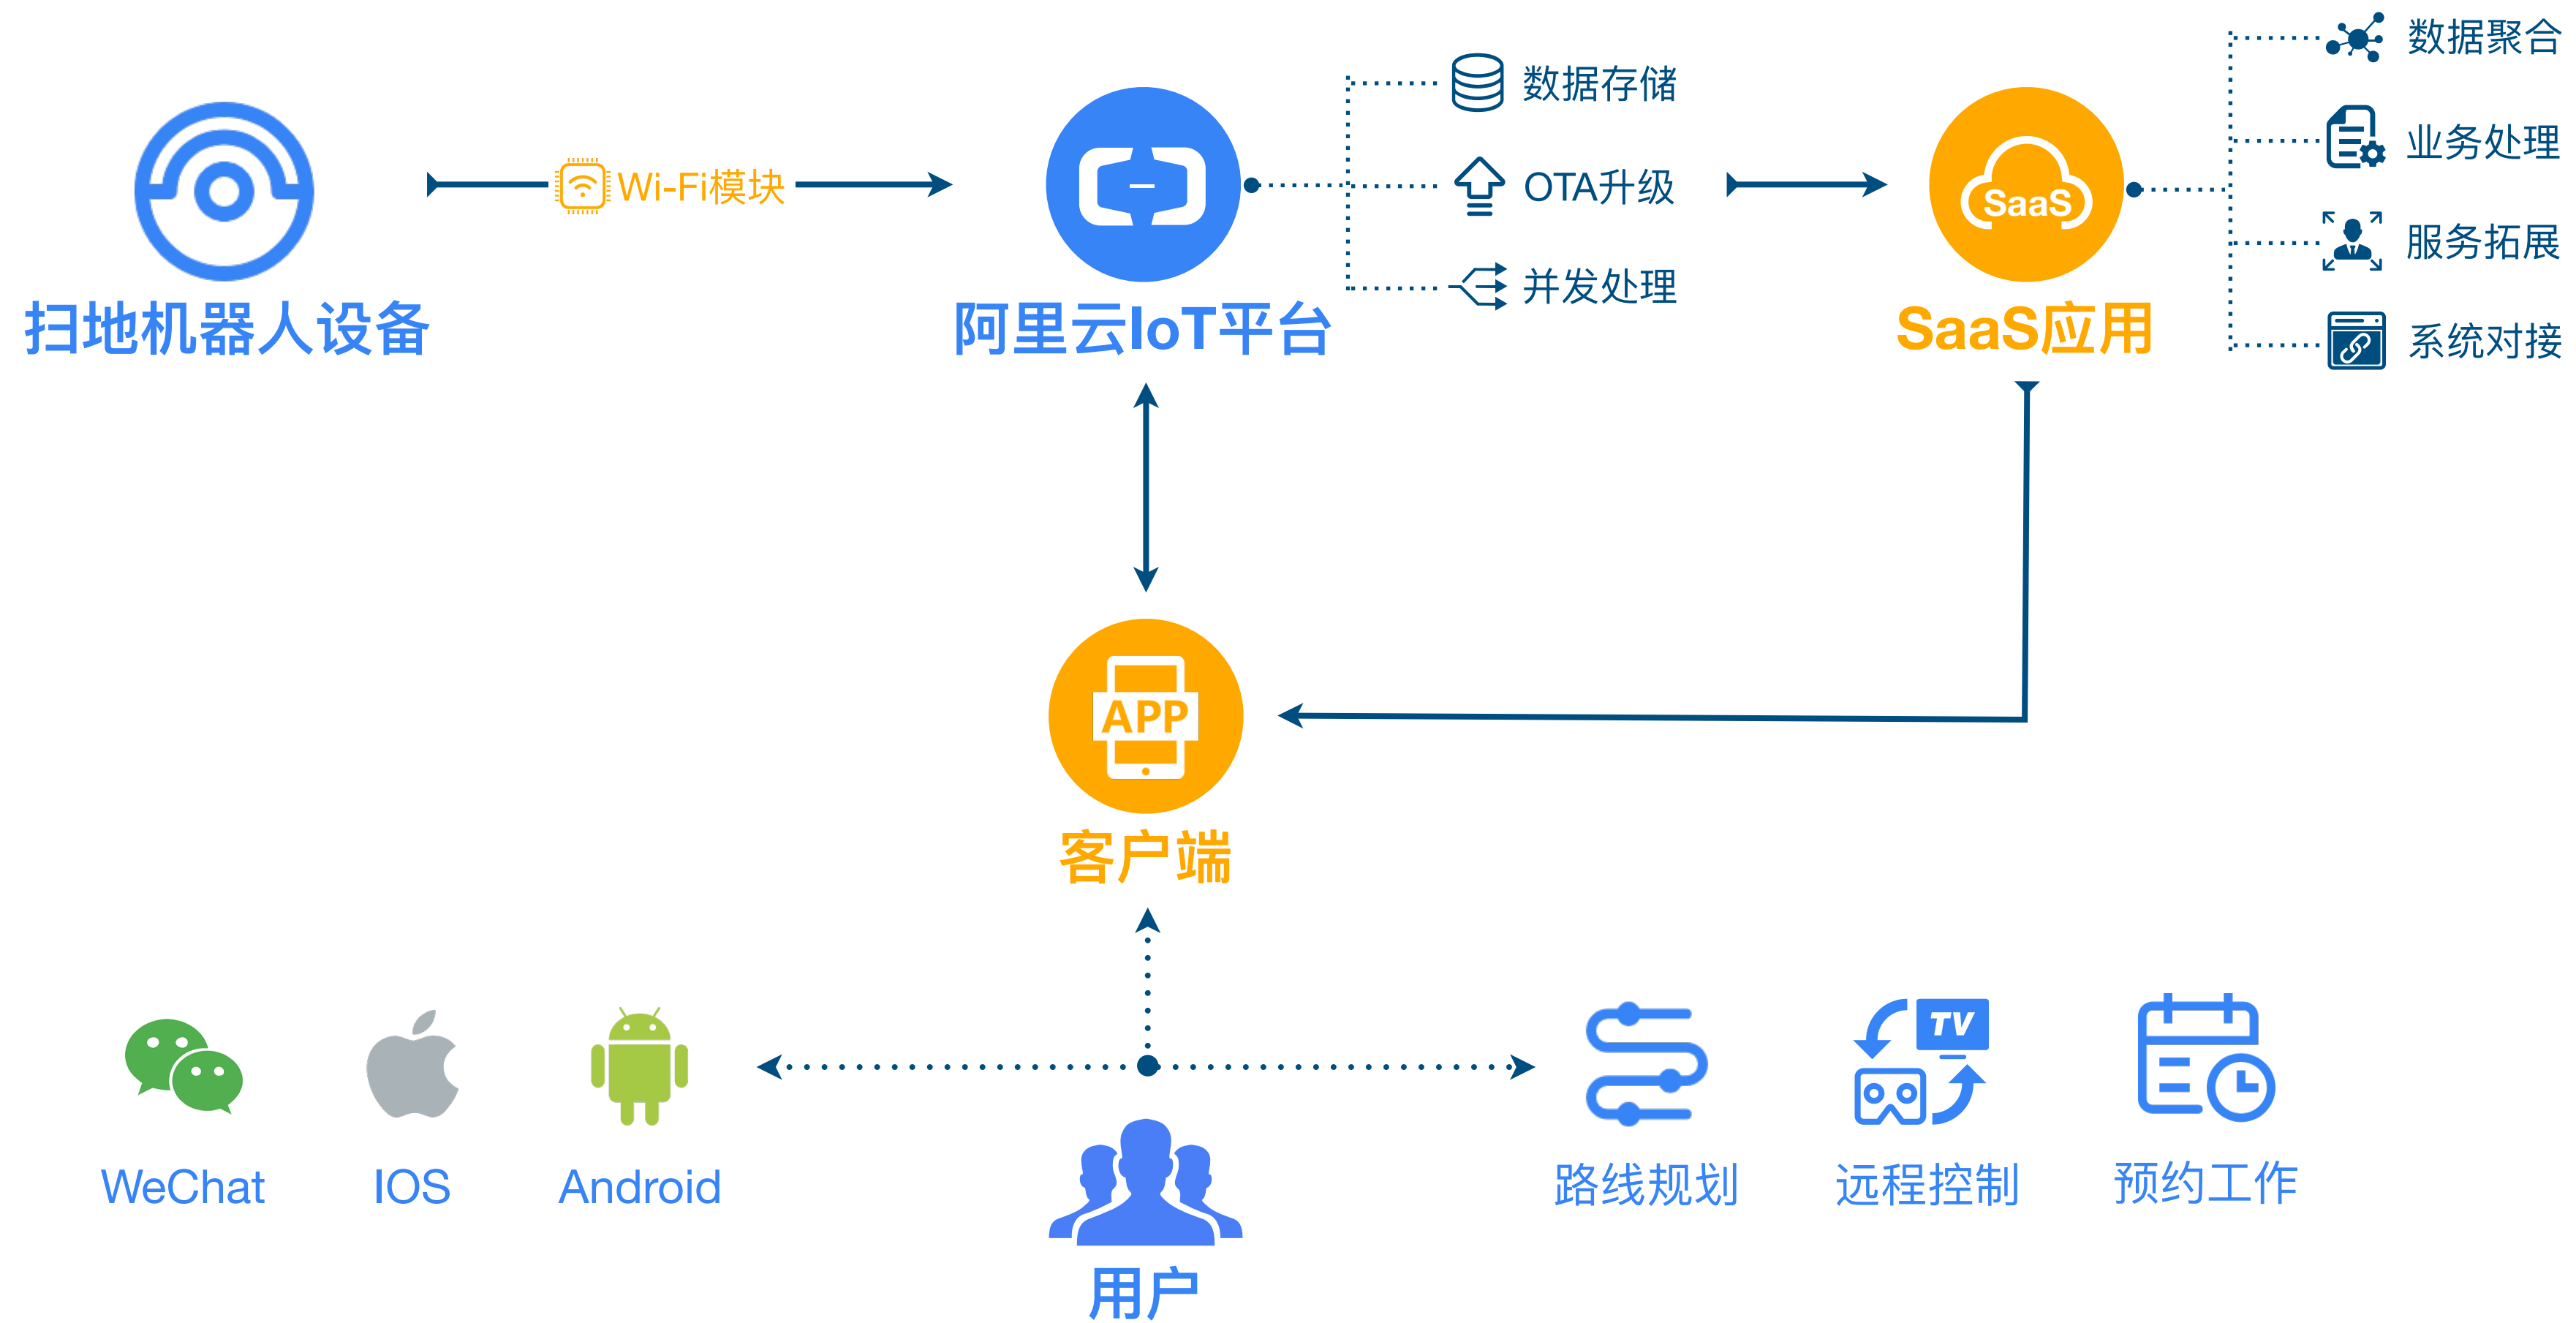 数据聚合
数据存储
业务处理
Wi-Fi模块
OTA升级
SaaS
服务拓展
并发处理
扫地机器人设备
阿里云IoT平台
SaaS应用
系统对接
APP
客户端
TV
WeChat
IOS
Android
路线规划
远程控制
预约工作
用户